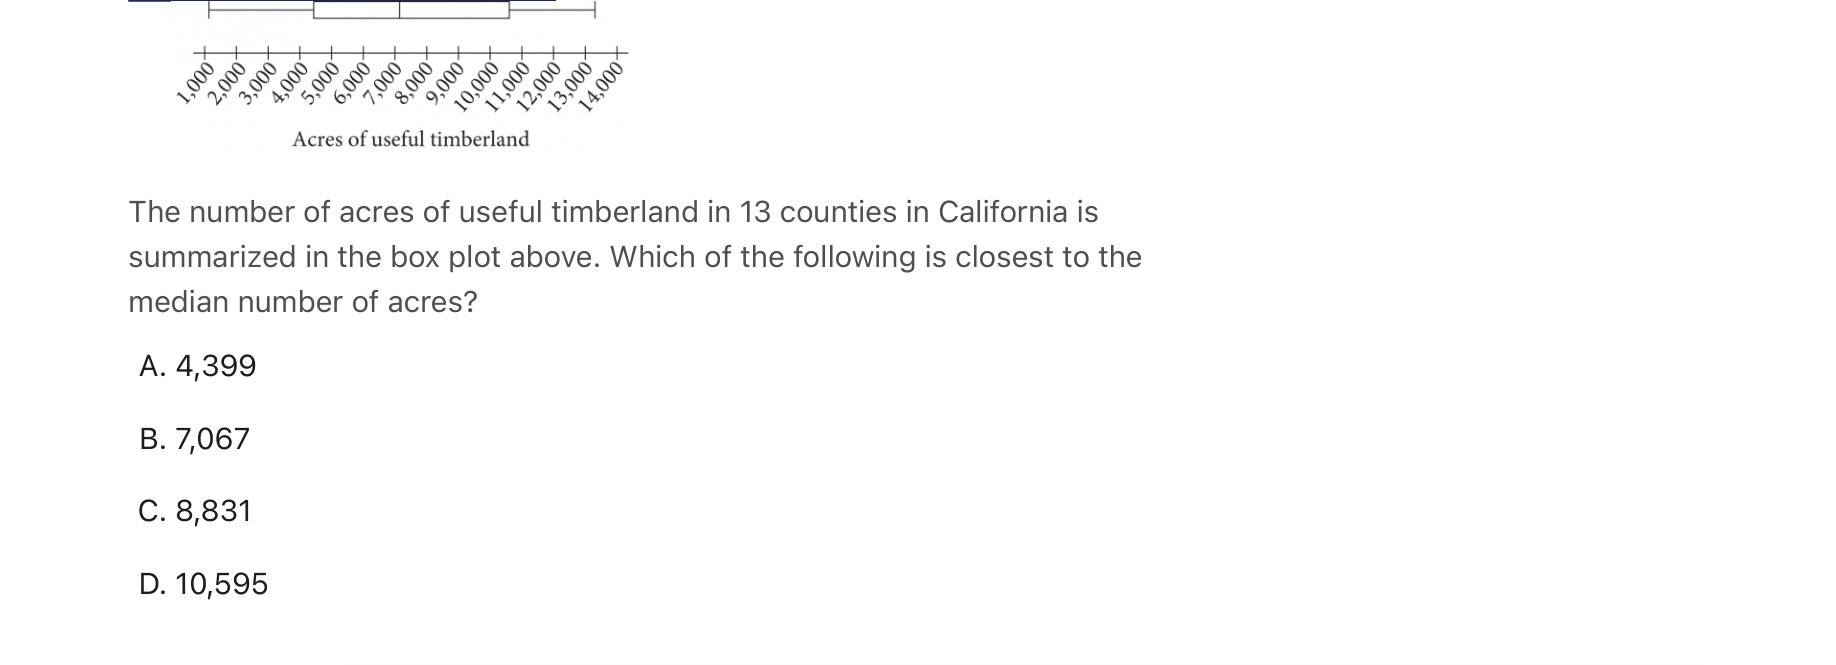 1,000 2,000 3,000 4,000 5,000 6,000 7,000 8,000 9,000 10,000 11,000 12,000 13,000 14,000
Acres of useful timberland
The number of acres of useful timberland in 13 counties in California is
summarized in the box plot above. Which of the following is closest to the
median number of acres?
A. 4,399
B. 7,067
C. 8,831
D. 10,595